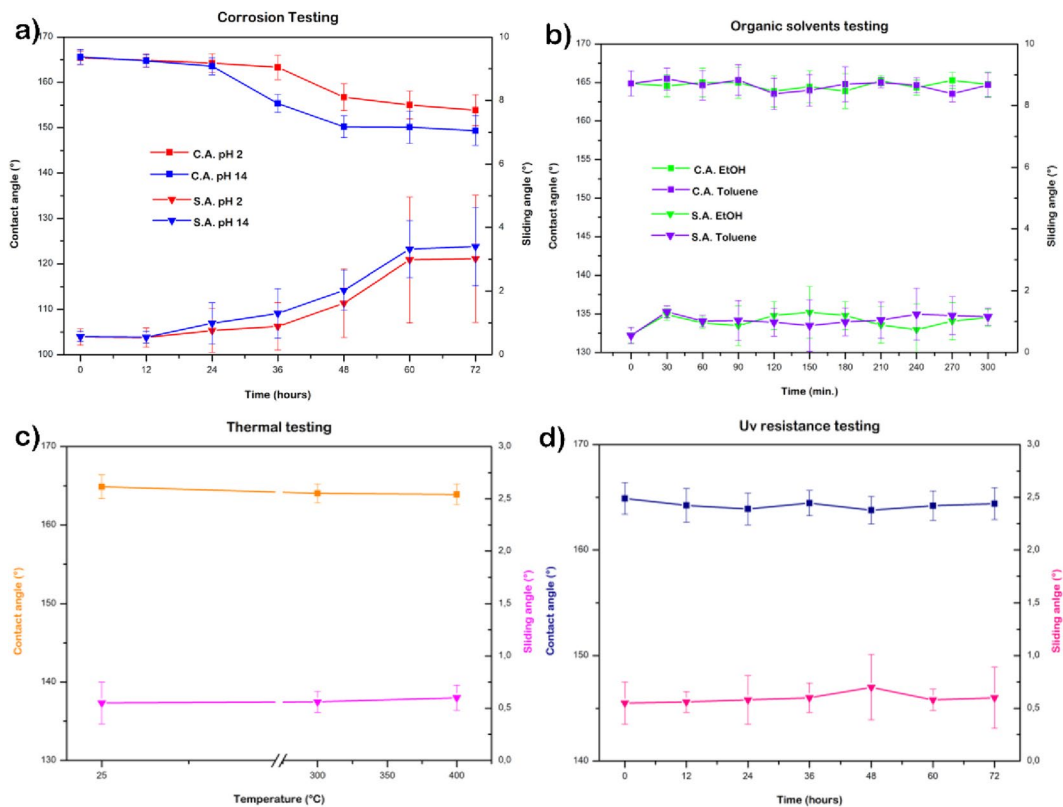 a)
Corrosion Testing
170
160
150
140
130
120
110
100
Contact angle (°)
10
8
6
4
2
0
Sliding angle(°)
C.A. pH 2
C.A. pH 14
S.A. pH 2
S.A. pH 14
0 12 24 36 48 60 72
Time (hours)
b)
Organic solvents testing
170
165
160
155
150
145
140
135
130
Contact agnle (°)
10
8
6
4
2
0
Sliding angle(°)
C.A. EtOH
C.A. Toluene
S.A. EtOH
S.A. Toluene
0 30 60 90 120 150 180 210 240 270 300
Time (min.)
c)
Thermal testing
170
160
150
140
130
Contact angle (°)
3,0
2,5
2,0
1,5
1,0
0,5
0,0
Sliding angle(°)
25 300 400
Temperature (°C)
d)
Uv resistance testing
170
160
150
140
Contact angle (°)
3,0
2,5
2,0
1,5
1,0
0,5
0,0
Sliding anlge(°)
0 12 24 36 48 60 72
Time (hours)